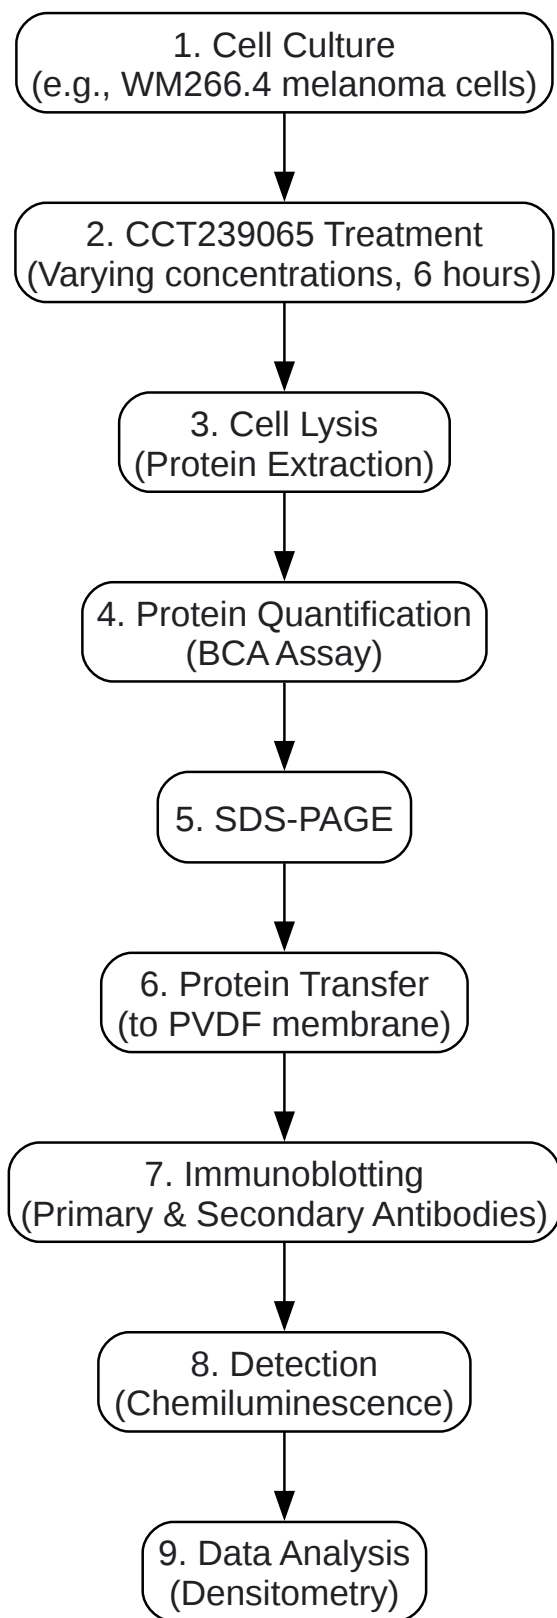 1. Cell Culture
(e.g., WM266.4 melanoma cells)
2. CCT239065 Treatment
(Varying concentrations, 6 hours)
3. Cell Lysis
(Protein Extraction)
4. Protein Quantification
(BCA Assay)
5. SDS-PAGE
6. Protein Transfer
(to PVDF membrane)
7. Immunoblotting
(Primary & Secondary Antibodies)
8. Detection
(Chemiluminescence)
9. Data Analysis
(Densitometry)